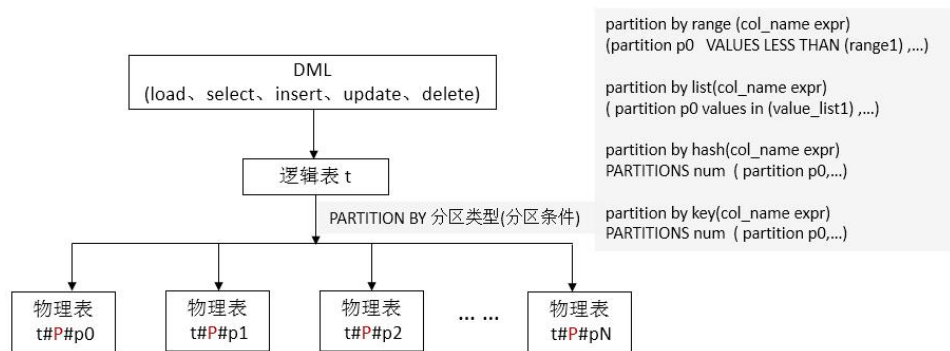 DML
(load、select、insert、update、delete)
逻辑表 t
PARTITION BY 分区类型(分区条件)
partition by range (col_name expr)
(partition p0 VALUES LESS THAN (range1) ,...)
partition by list(col_name expr)
( partition p0 values in (value_list1) ,...)
partition by hash(col_name expr)
PARTITIONS num ( partition p0,...)
partition by key(col_name expr)
PARTITIONS num ( partition p0,...)
物理表
t#P#p0
物理表
t#P#p1
物理表
t#P#p2
... ...
物理表
t#P#pN